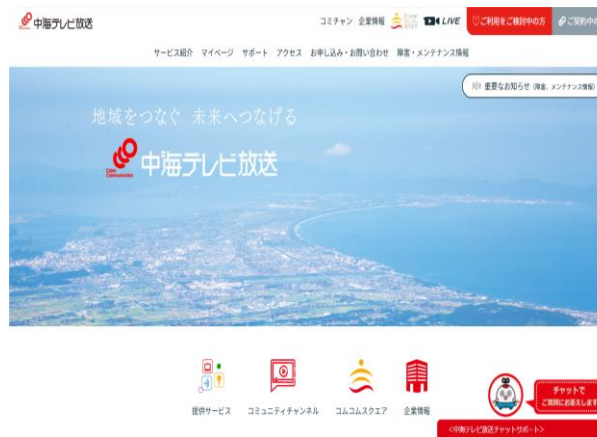 中海テレビ放送
コミチャン 企業情報 LIVE ご利用をご検討中の方 ご契約中の
サービス紹介 マイページ サポート アクセス お申し込み・お問い合わせ 障害・メンテナンス情報
重要なお知らせ (障害、メンテナンス情報)
地域をつなぐ 未来へつなげる
中海テレビ放送
Cable
Communication
提供サービス コミュニティチャンネル コムコムスクエア 企業情報
チャットで
ご質問にお答えします
<中海テレビ放送チャットサポート>